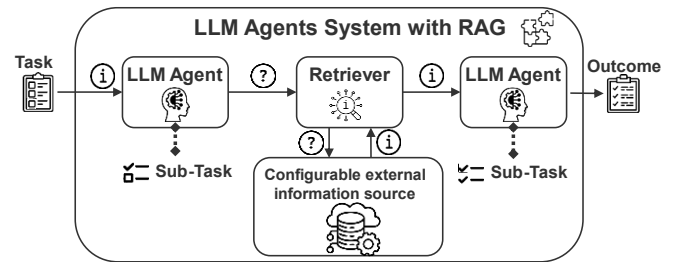 LLM Agents System with RAG
Task
i
LLM Agent
?
Retriever
i
i
LLM Agent
Outcome
?
i
Sub-Task
Configurable external
information source
Sub-Task